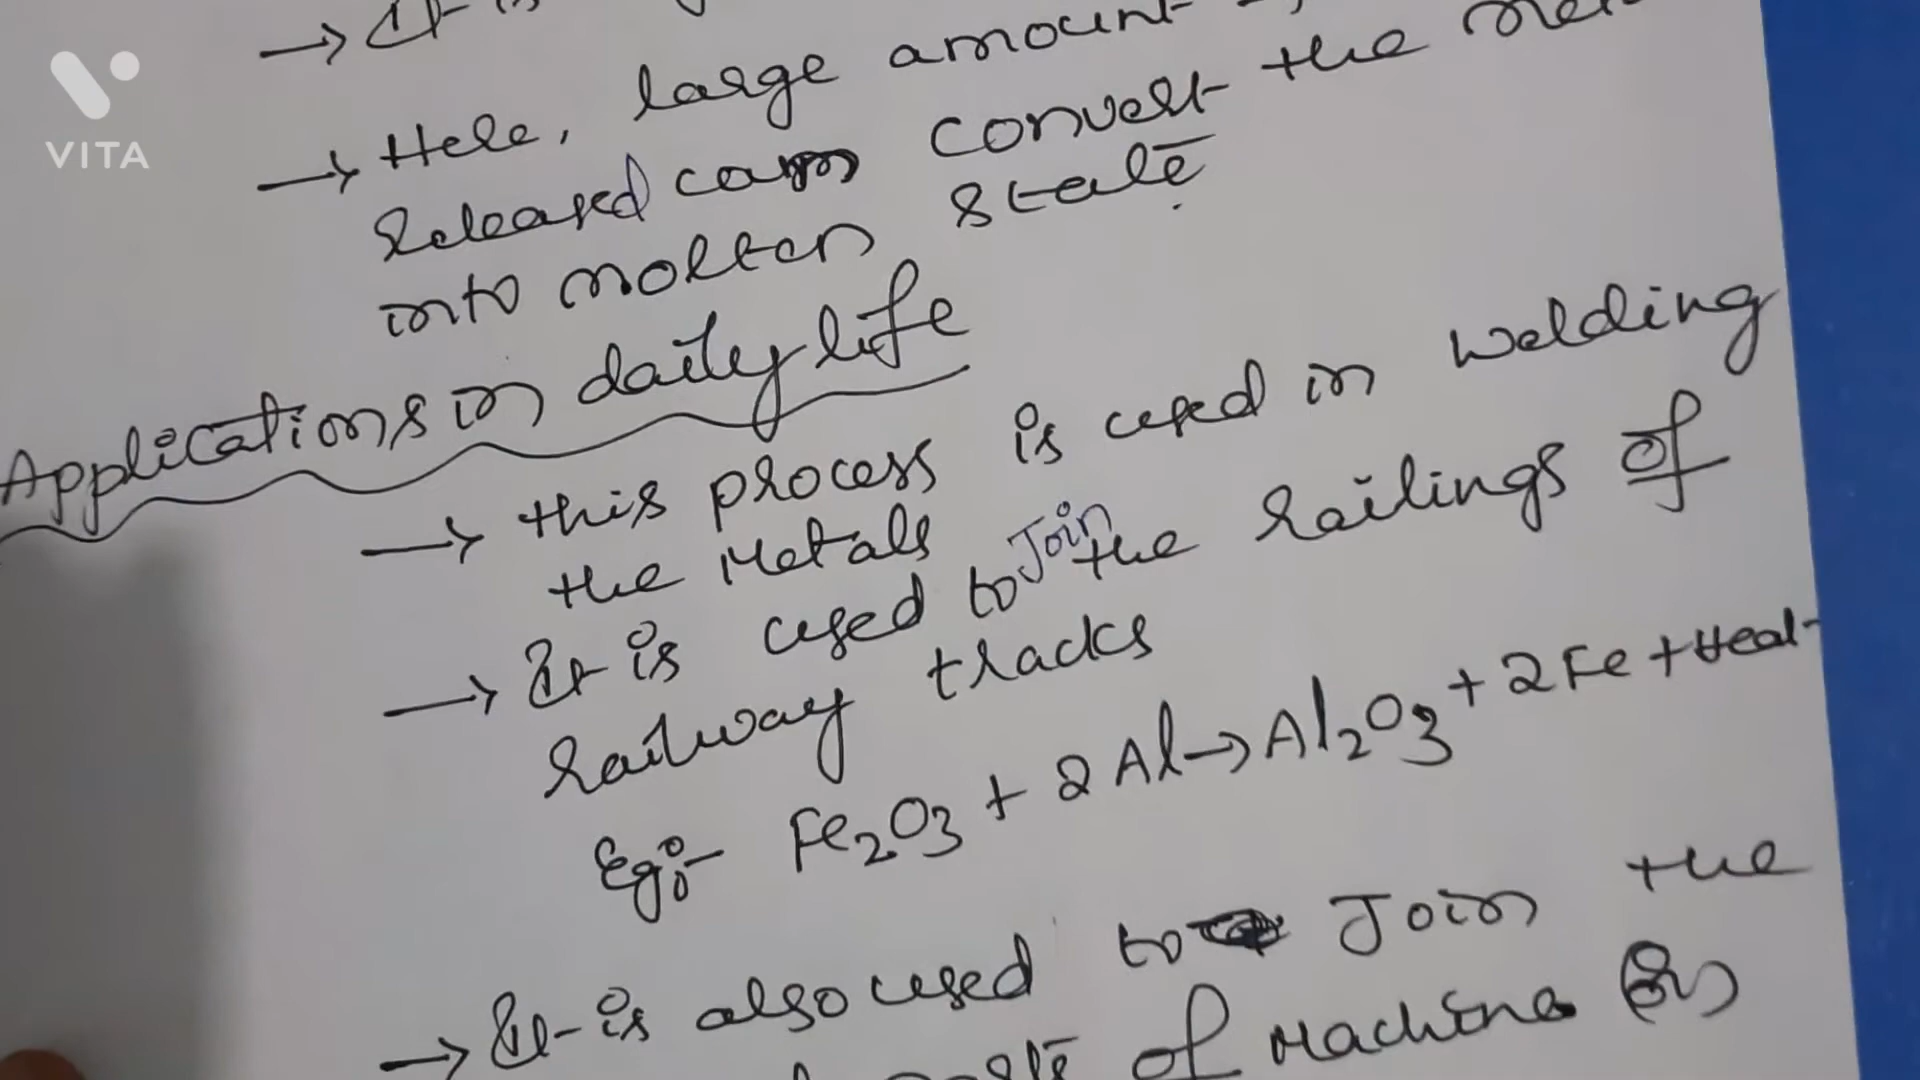 VITA
→ It is
→ Here, large amount
released can convert the
into molten state
Applications in daily life
→ this process is used in welding
the Metals
→ It is used to Join the railings of
railway tracks
Eg:- Fe2O3 + 2Al → Al2O3 + 2Fe + Heat
→ It is also used to Join the
of Machine (or)